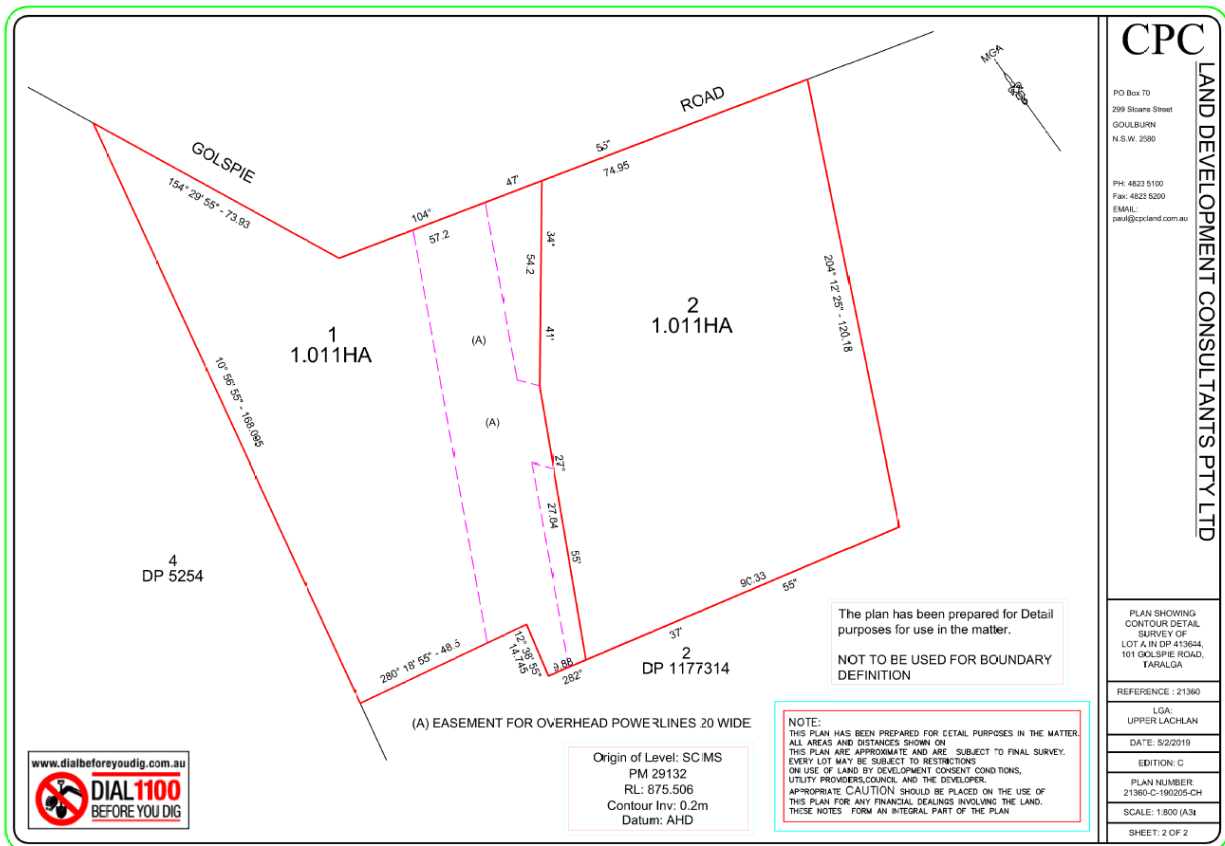 GOLSPIE
ROAD
MGA
154° 29' 55" - 73.93
104°
47'
55"
57.2
74.95
34"
54.2
41'
204° 12' 25" - 120.18
1
1.011HA
2
1.011HA
(A)
(A)
10° 56' 55" - 168.095
27°
27.84
55'
4
DP 5254
280° 18' 55" - 48.5
12° 38' 55"
14.745
9.88
282°
37'
90.33
55"
2
DP 1177314
(A) EASEMENT FOR OVERHEAD POWERLINES 20 WIDE
The plan has been prepared for Detail
purposes for use in the matter.
NOT TO BE USED FOR BOUNDARY
DEFINITION
NOTE:
THIS PLAN HAS BEEN PREPARED FOR DETAIL PURPOSES IN THE MATTER.
ALL AREAS AND DISTANCES SHOWN ON
THIS PLAN ARE APPROXIMATE AND ARE SUBJECT TO FINAL SURVEY.
EVERY LOT MAY BE SUBJECT TO RESTRICTIONS
ON USE OF LAND BY DEVELOPMENT CONSENT CONDITIONS,
UTILITY PROVIDERS,COUNCIL AND THE DEVELOPER.
APPROPRIATE CAUTION SHOULD BE PLACED ON THE USE OF
THIS PLAN FOR ANY FINANCIAL DEALINGS INVOLVING THE LAND.
THESE NOTES FORM AN INTEGRAL PART OF THE PLAN
Origin of Level: SCIMS
PM 29132
RL: 875.506
Contour Inv: 0.2m
Datum: AHD
www.dialbeforeyoudig.com.au
DIAL1100
BEFORE YOU DIG
CPC
LAND DEVELOPMENT CONSULTANTS PTY LTD
PO Box 70
299 Sloane Street
GOULBURN
N.S.W. 2580
PH: 4823 5100
Fax: 4823 5200
EMAIL:
paul@cpcland.com.au
PLAN SHOWING
CONTOUR DETAIL
SURVEY OF
LOT A IN DP 413644,
101 GOLSPIE ROAD,
TARALGA
REFERENCE : 21360
LGA:
UPPER LACHLAN
DATE: 5/2/2019
EDITION: C
PLAN NUMBER:
21360-C-190205-CH
SCALE: 1:800 (A3)
SHEET: 2 OF 2